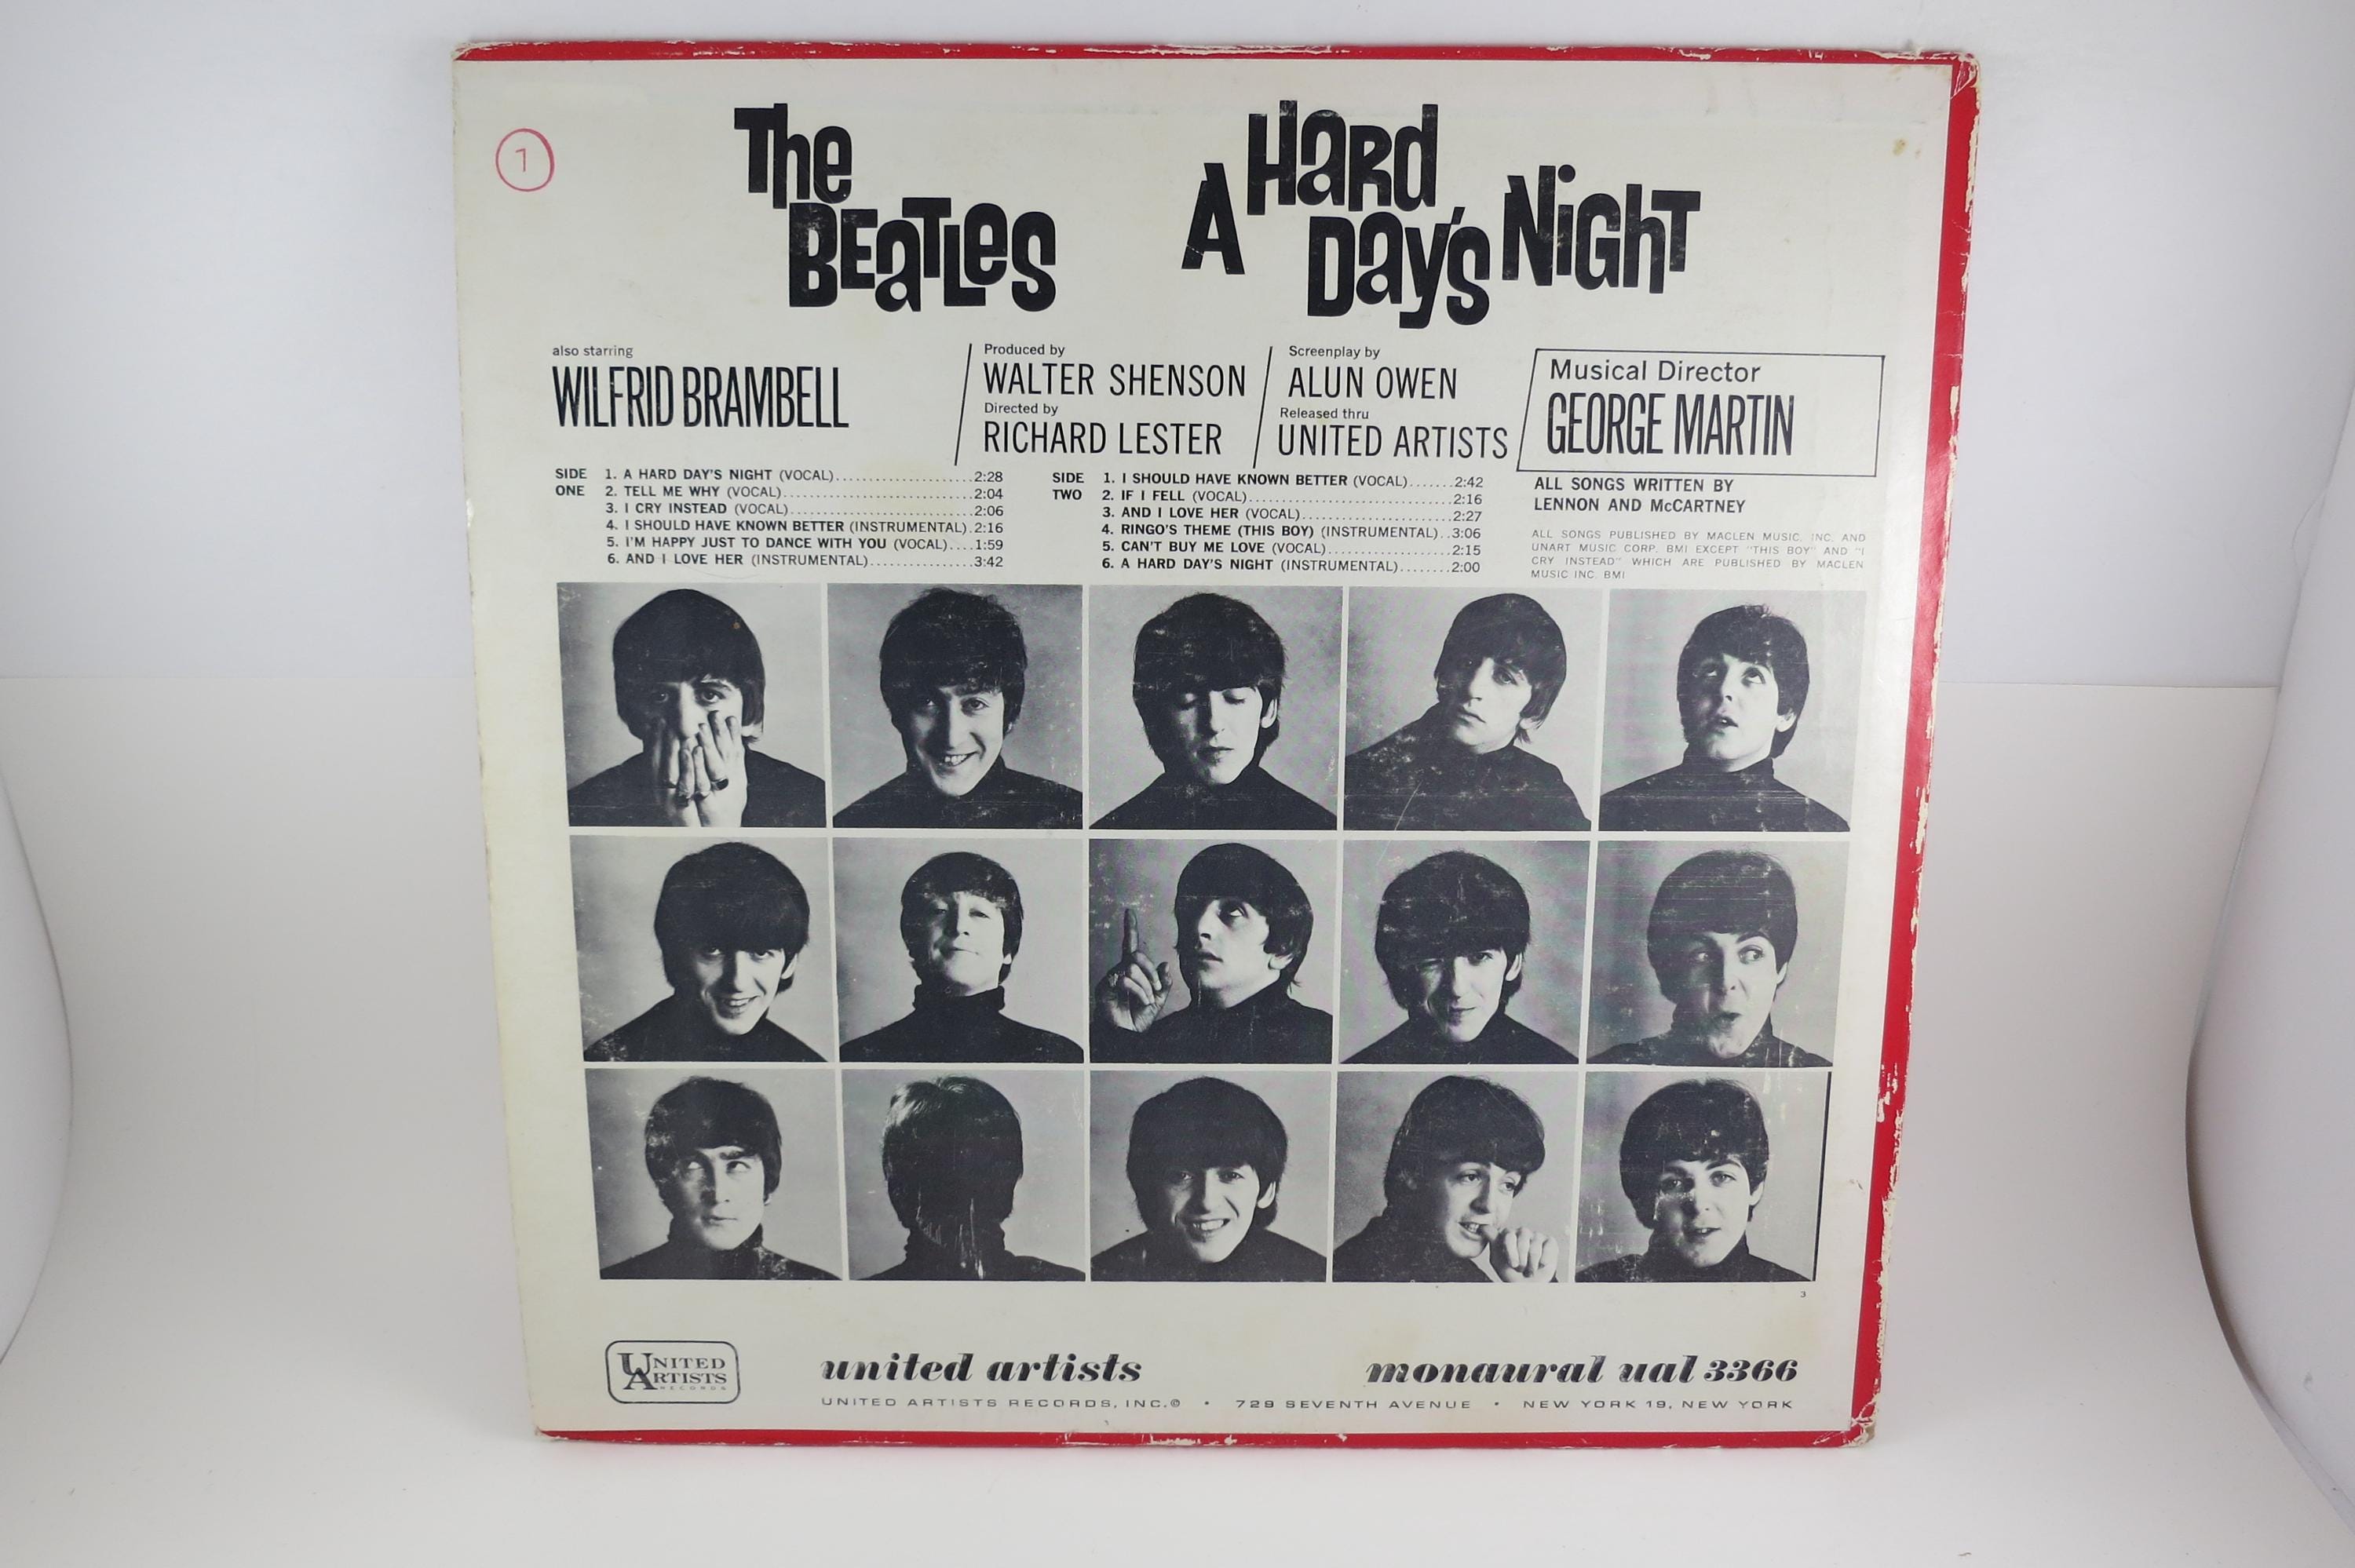 7
The
BEATLES
A HARD
DAY'S NIGHT
also starring
WILFRID BRAMBELL
Produced by
WALTER SHENSON
Directed by
RICHARD LESTER
Screenplay by
ALUN OWEN
Released thru
UNITED ARTISTS
Musical Director
GEORGE MARTIN
SIDE ONE
1. A HARD DAY'S NIGHT (VOCAL)....................2:28
2. TELL ME WHY (VOCAL)............................2:04
3. I CRY INSTEAD (VOCAL)...........................2:06
4. I SHOULD HAVE KNOWN BETTER (INSTRUMENTAL).2:16
5. I'M HAPPY JUST TO DANCE WITH YOU (VOCAL)....1:59
6. AND I LOVE HER (INSTRUMENTAL)................3:42
SIDE TWO
1. I SHOULD HAVE KNOWN BETTER (VOCAL).......2:42
2. IF I FELL (VOCAL)..............................2:16
3. AND I LOVE HER (VOCAL)......................2:27
4. RINGO'S THEME (THIS BOY) (INSTRUMENTAL)..3:06
5. CAN'T BUY ME LOVE (VOCAL)..................2:15
6. A HARD DAY'S NIGHT (INSTRUMENTAL)........2:00
ALL SONGS WRITTEN BY
LENNON AND McCARTNEY
ALL SONGS PUBLISHED BY MACLEN MUSIC, INC. AND
UNART MUSIC CORP. BMI EXCEPT "THIS BOY" AND "I
CRY INSTEAD" WHICH ARE PUBLISHED BY MACLEN
MUSIC INC. BMI
3
UNITED
ARTISTS
RECORDS
united artists
monaural ual 3366
UNITED ARTISTS RECORDS, INC.© • 729 SEVENTH AVENUE • NEW YORK 19, NEW YORK